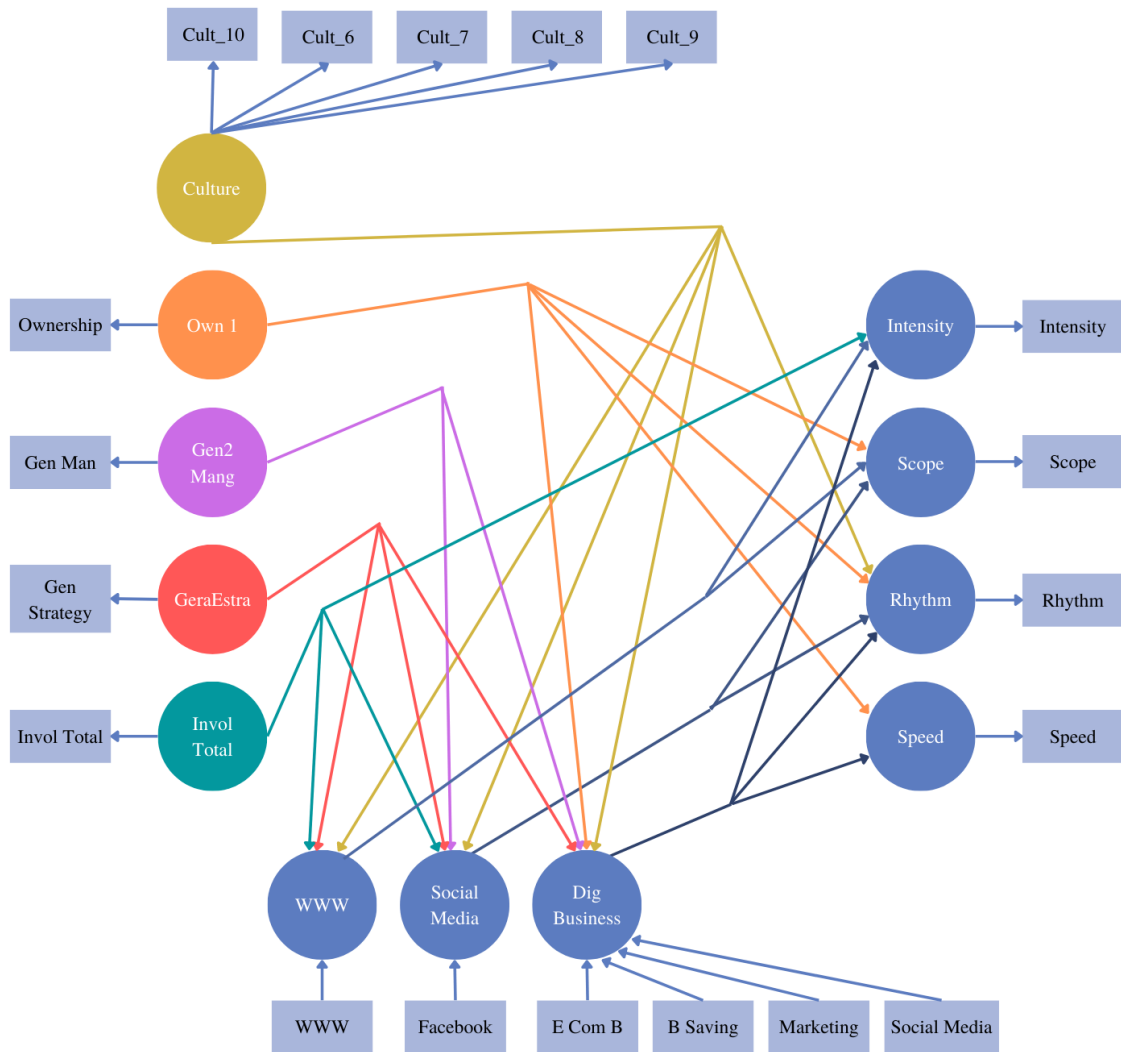 Cult_10
Cult_6
Cult_7
Cult_8
Cult_9
Culture
Ownership
Own 1
Intensity
Intensity
Gen Man
Gen2
Mang
Scope
Scope
Gen
Strategy
GeraEstra
Rhythm
Rhythm
Invol Total
Invol
Total
Speed
Speed
WWW
Social
Media
Dig
Business
WWW
Facebook
E Com B
B Saving
Marketing
Social Media